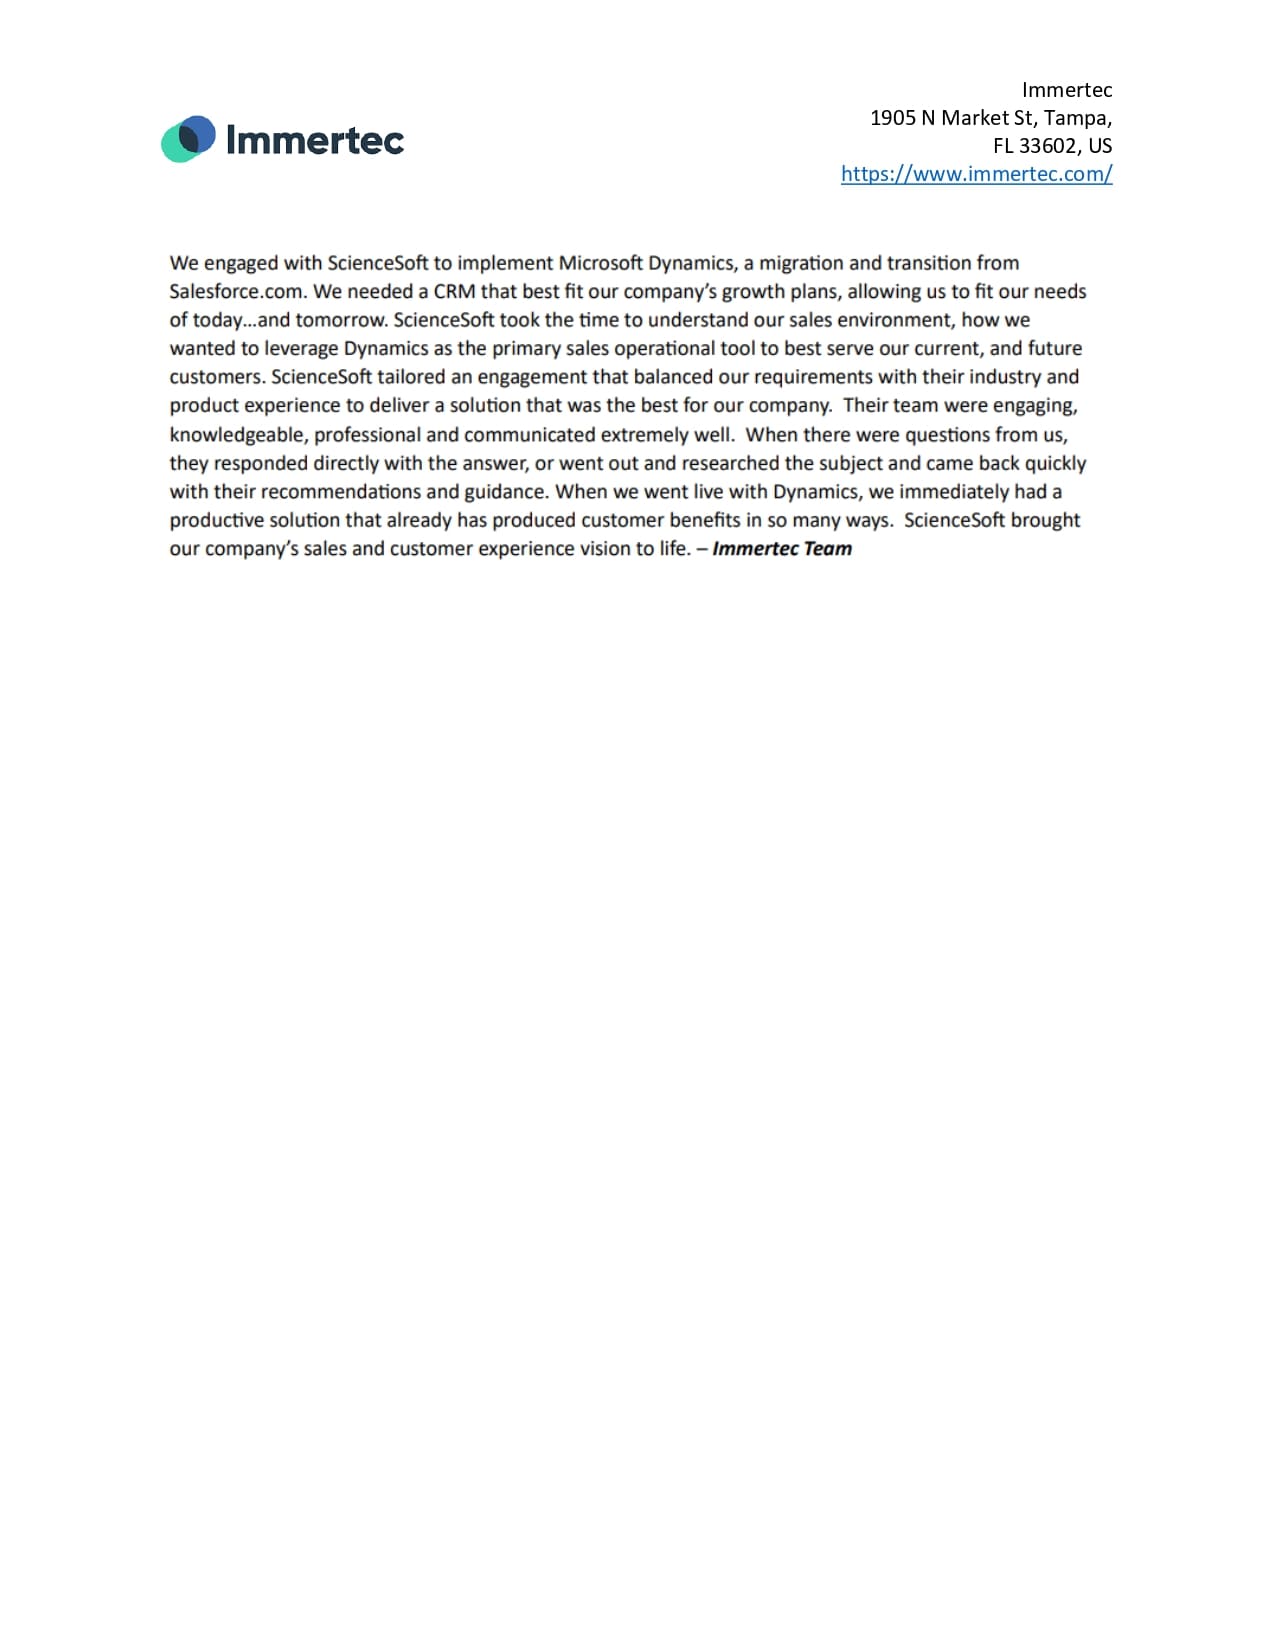 Immertec
Immertec
1905 N Market St, Tampa,
FL 33602, US
https://www.immertec.com/
We engaged with ScienceSoft to implement Microsoft Dynamics, a migration and transition from
Salesforce.com. We needed a CRM that best fit our company’s growth plans, allowing us to fit our needs
of today…and tomorrow. ScienceSoft took the time to understand our sales environment, how we
wanted to leverage Dynamics as the primary sales operational tool to best serve our current, and future
customers. ScienceSoft tailored an engagement that balanced our requirements with their industry and
product experience to deliver a solution that was the best for our company.  Their team were engaging,
knowledgeable, professional and communicated extremely well.  When there were questions from us,
they responded directly with the answer, or went out and researched the subject and came back quickly
with their recommendations and guidance. When we went live with Dynamics, we immediately had a
productive solution that already has produced customer benefits in so many ways.  ScienceSoft brought
our company’s sales and customer experience vision to life. – Immertec Team